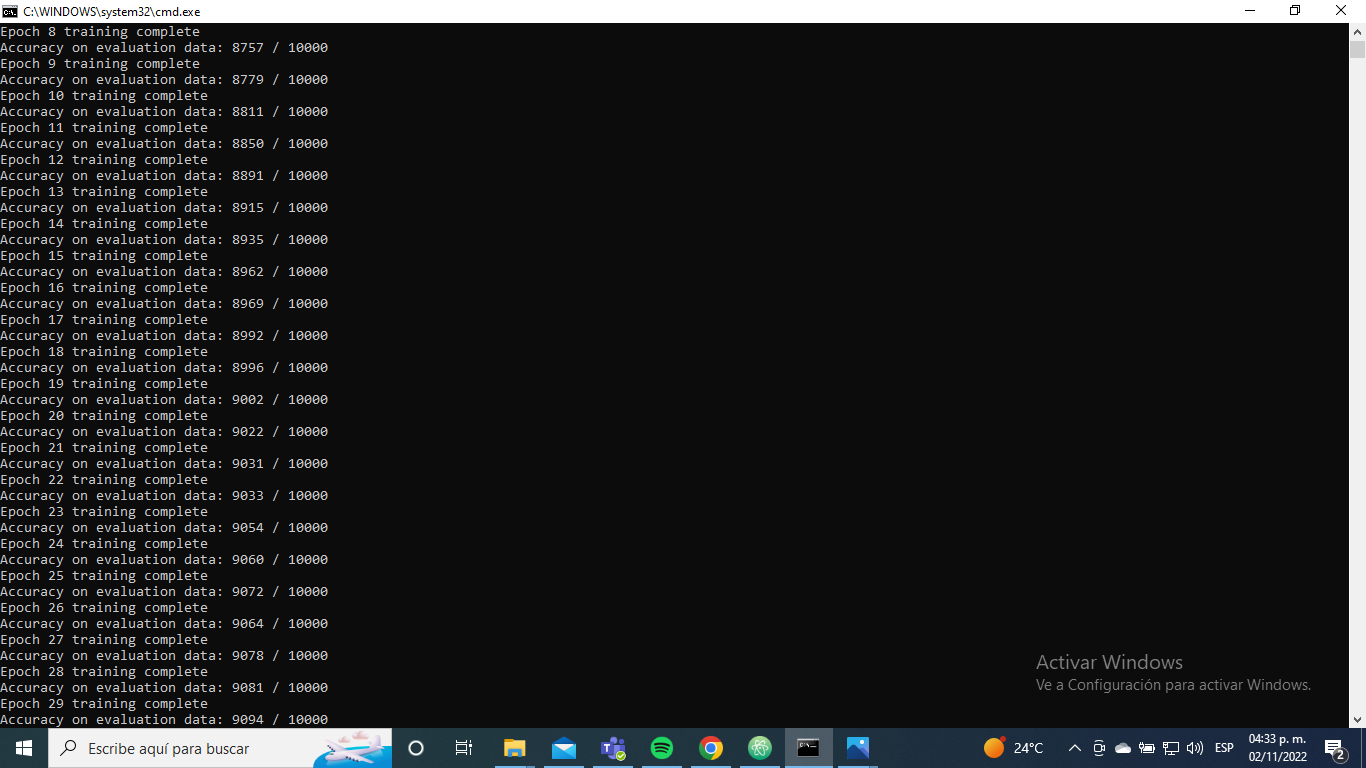 C:\WINDOWS\system32\cmd.exe
Epoch 8 training complete
Accuracy on evaluation data: 8757 / 10000
Epoch 9 training complete
Accuracy on evaluation data: 8779 / 10000
Epoch 10 training complete
Accuracy on evaluation data: 8811 / 10000
Epoch 11 training complete
Accuracy on evaluation data: 8850 / 10000
Epoch 12 training complete
Accuracy on evaluation data: 8891 / 10000
Epoch 13 training complete
Accuracy on evaluation data: 8915 / 10000
Epoch 14 training complete
Accuracy on evaluation data: 8935 / 10000
Epoch 15 training complete
Accuracy on evaluation data: 8962 / 10000
Epoch 16 training complete
Accuracy on evaluation data: 8969 / 10000
Epoch 17 training complete
Accuracy on evaluation data: 8992 / 10000
Epoch 18 training complete
Accuracy on evaluation data: 8996 / 10000
Epoch 19 training complete
Accuracy on evaluation data: 9002 / 10000
Epoch 20 training complete
Accuracy on evaluation data: 9022 / 10000
Epoch 21 training complete
Accuracy on evaluation data: 9031 / 10000
Epoch 22 training complete
Accuracy on evaluation data: 9033 / 10000
Epoch 23 training complete
Accuracy on evaluation data: 9054 / 10000
Epoch 24 training complete
Accuracy on evaluation data: 9060 / 10000
Epoch 25 training complete
Accuracy on evaluation data: 9072 / 10000
Epoch 26 training complete
Accuracy on evaluation data: 9064 / 10000
Epoch 27 training complete
Accuracy on evaluation data: 9078 / 10000
Epoch 28 training complete
Accuracy on evaluation data: 9081 / 10000
Epoch 29 training complete
Accuracy on evaluation data: 9094 / 10000
Activar Windows
Ve a Configuración para activar Windows.
Escribe aquí para buscar
24°C
ESP
04:33 p. m.
02/11/2022
2